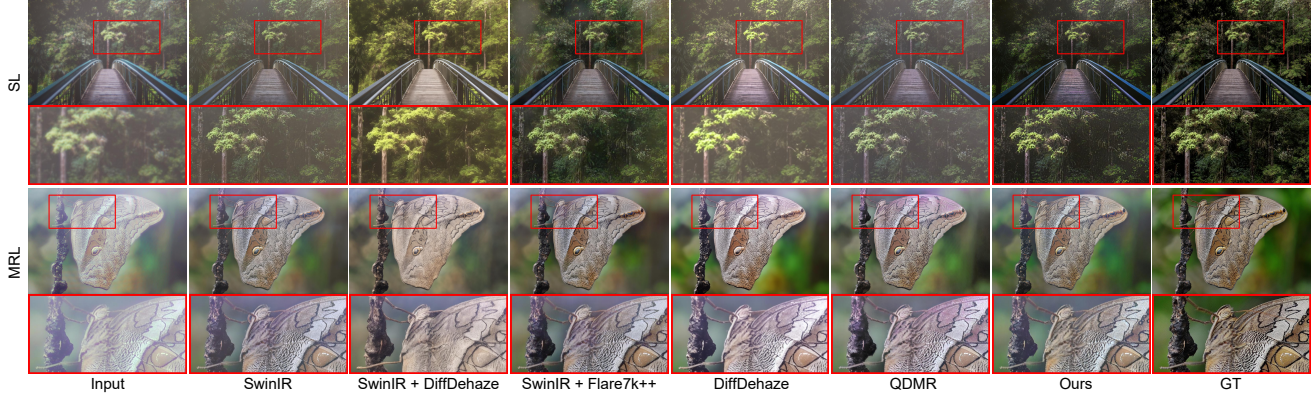 SL
MRL
Input SwinIR SwinIR + DiffDehaze SwinIR + Flare7k++ DiffDehaze QDMR Ours GT